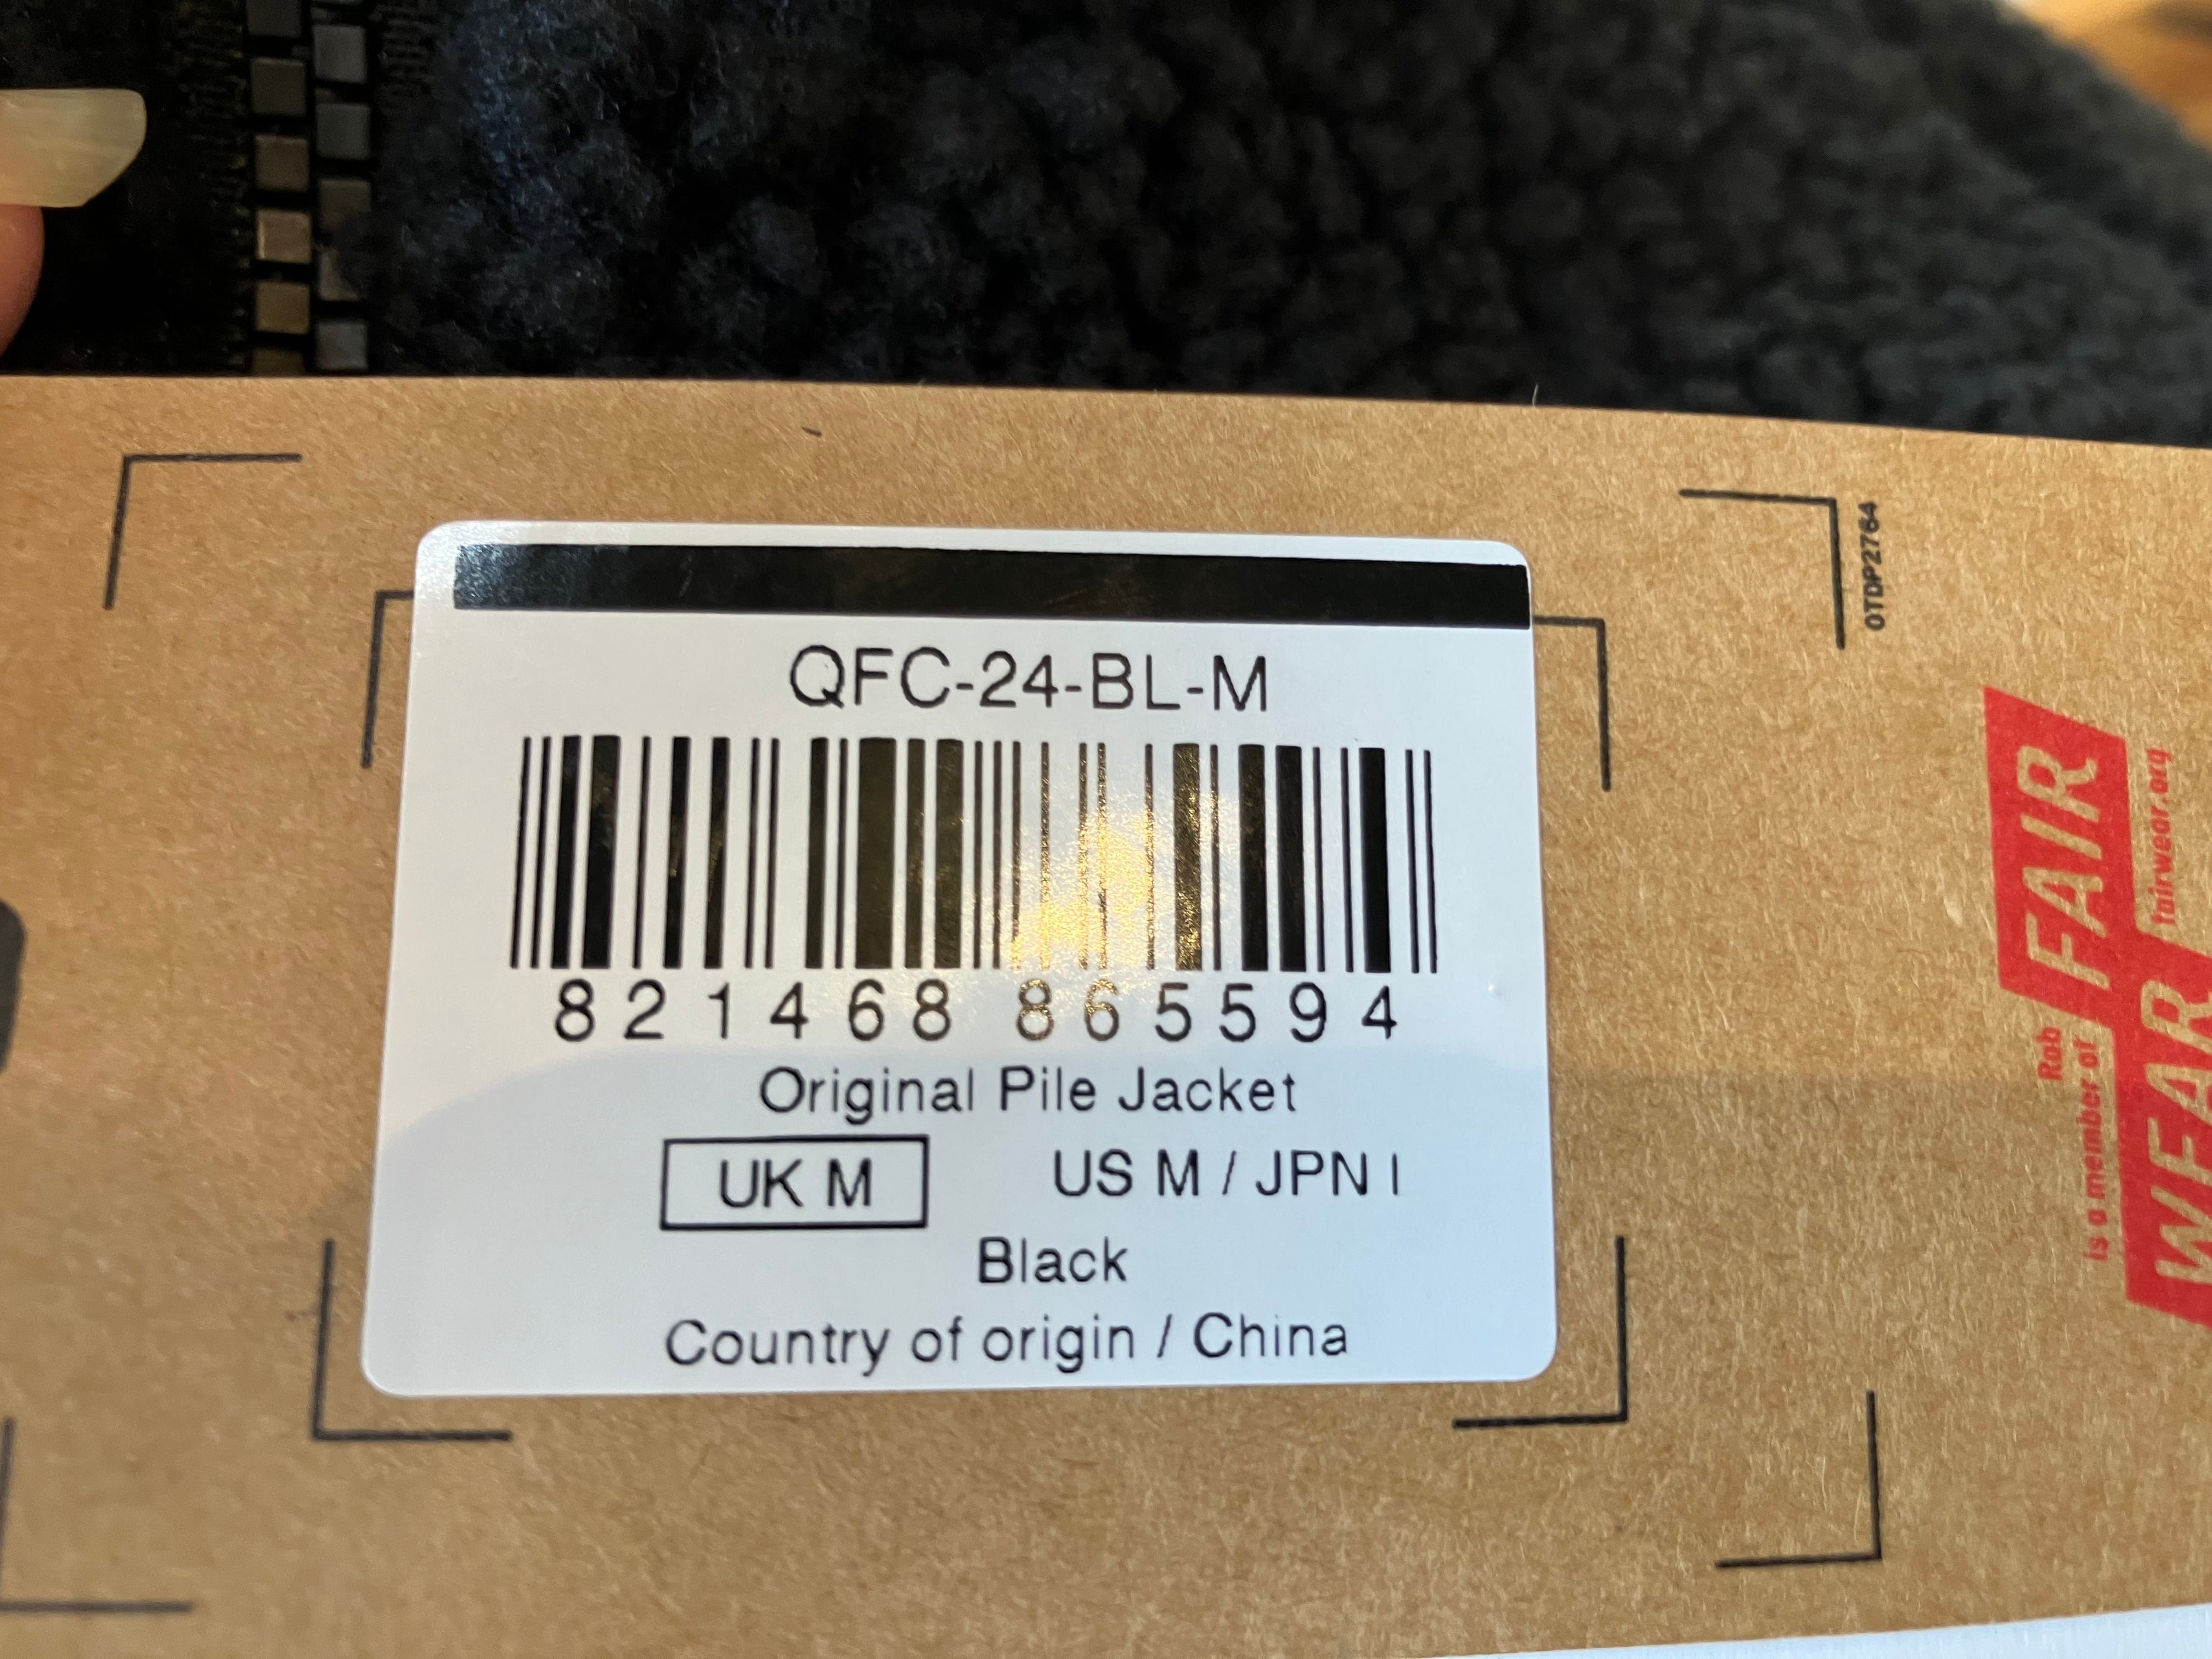 QFC-24-BL-M
821468 865594
Original Pile Jacket
UK M
US M / JPN l
Black
Country of origin / China
OTDP2764
Rab
is a member of
FAIR
WEAR
fairwear.org